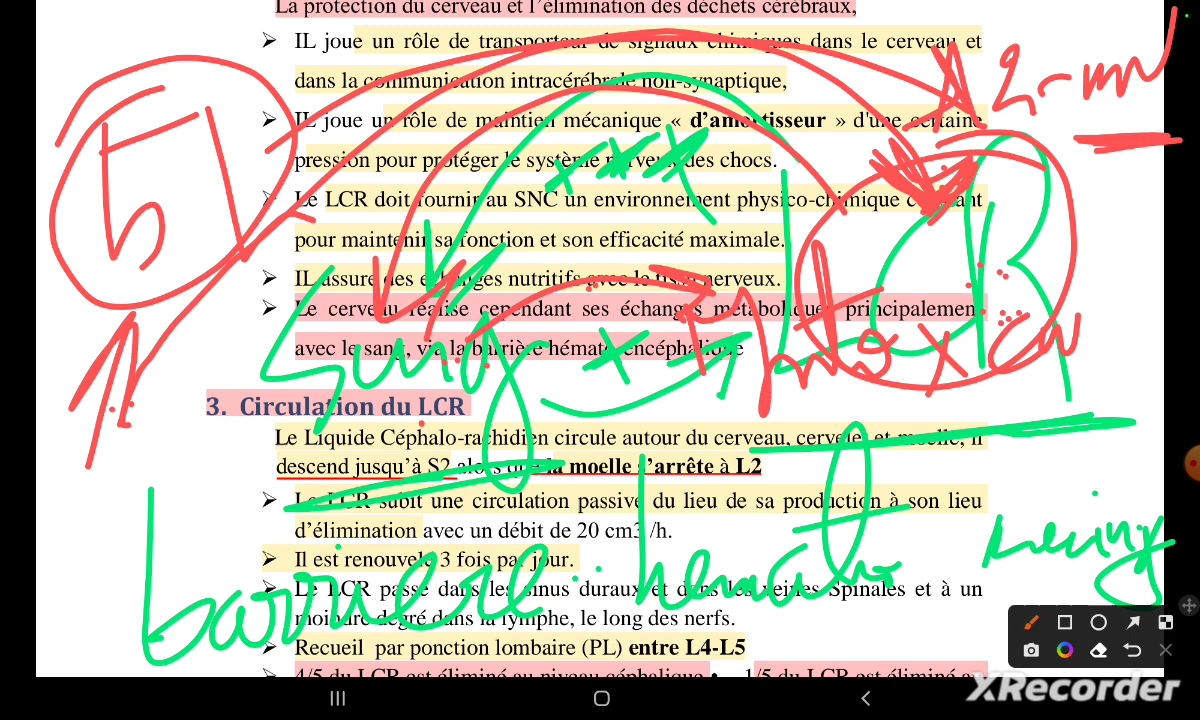 La protection du cerveau et l'élimination des déchets cérébraux,
➢ IL joue un rôle de transporteur de signaux chimiques dans le cerveau et
dans la communication intracérébrale non-synaptique,
➢ IL joue un rôle de maintien mécanique « d'amortisseur » d'une certaine
pression pour protéger le système nerveux des chocs.
➢ Le LCR doit fournir au SNC un environnement physico-chimique
pour maintenir sa fonction et son efficacité maximale.
➢ IL assure des échanges nutritifs avec le tissu nerveux.
➢ Le cerveau réalise cependant ses échanges métaboliques principalement
avec le sang, via la barrière hémato encéphalique
3. Circulation du LCR
Le Liquide Céphalo-rachidien circule autour du cerveau, cervelet et moelle, il
descend jusqu'à S2 alors que la moelle s'arrête à L2
➢ Le LCR subit une circulation passive du lieu de sa production à son lieu
d'élimination avec un débit de 20 cm3 /h.
➢ Il est renouvelé 3 fois par jour.
➢ Le LCR passe dans les sinus duraux et dans les veines Spinales et à un
moindre degré dans la lymphe, le long des nerfs.
➢ Recueil par ponction lombaire (PL) entre L4-L5
➢ 4/5 du LCR est éliminé au niveau céphalique • 1/5 du LCR est éliminé au
Sang
barrière hémato
XRecorder